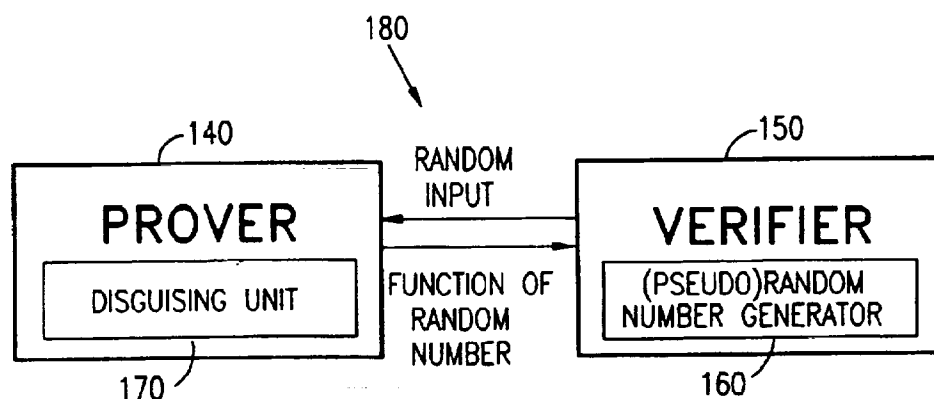 180
140
150
RANDOM
INPUT
PROVER
VERIFIER
DISGUISING UNIT
FUNCTION OF
RANDOM
NUMBER
(PSEUDO)RANDOM
NUMBER GENERATOR
170
160